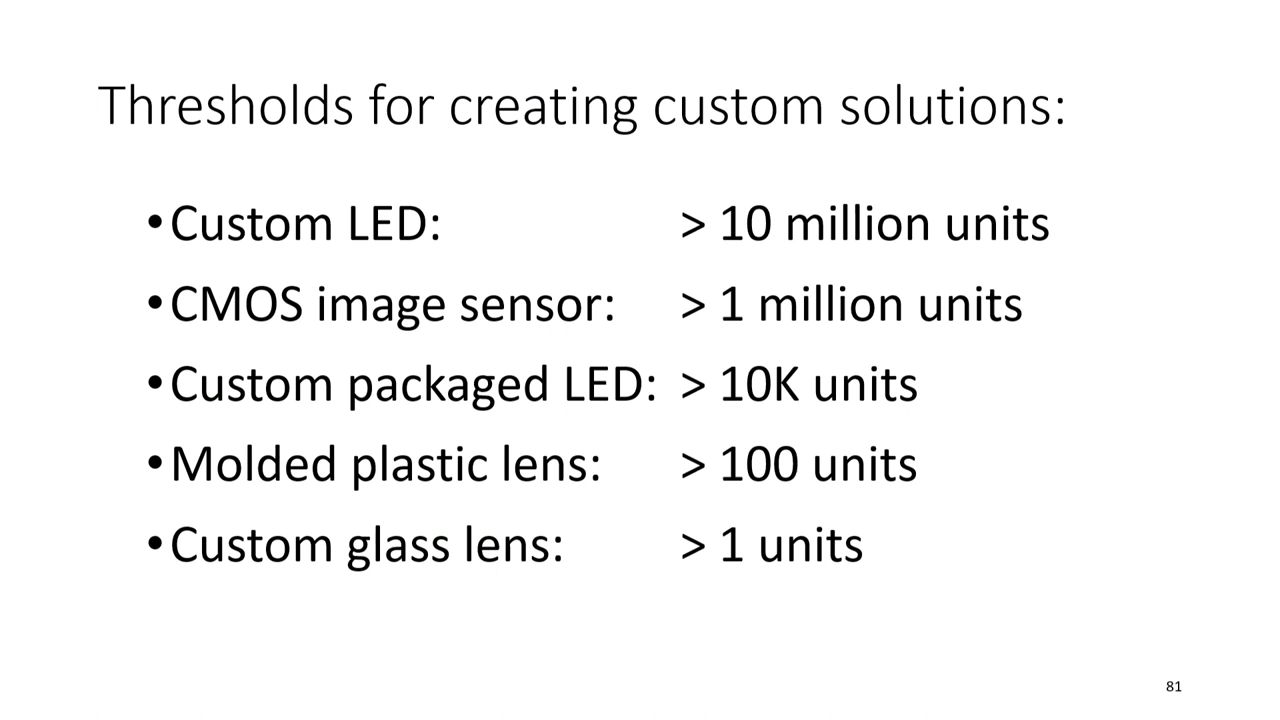 Thresholds for creating custom solutions:
•Custom LED: > 10 million units
•CMOS image sensor: > 1 million units
•Custom packaged LED: > 10K units
•Molded plastic lens: > 100 units
•Custom glass lens: > 1 units
81